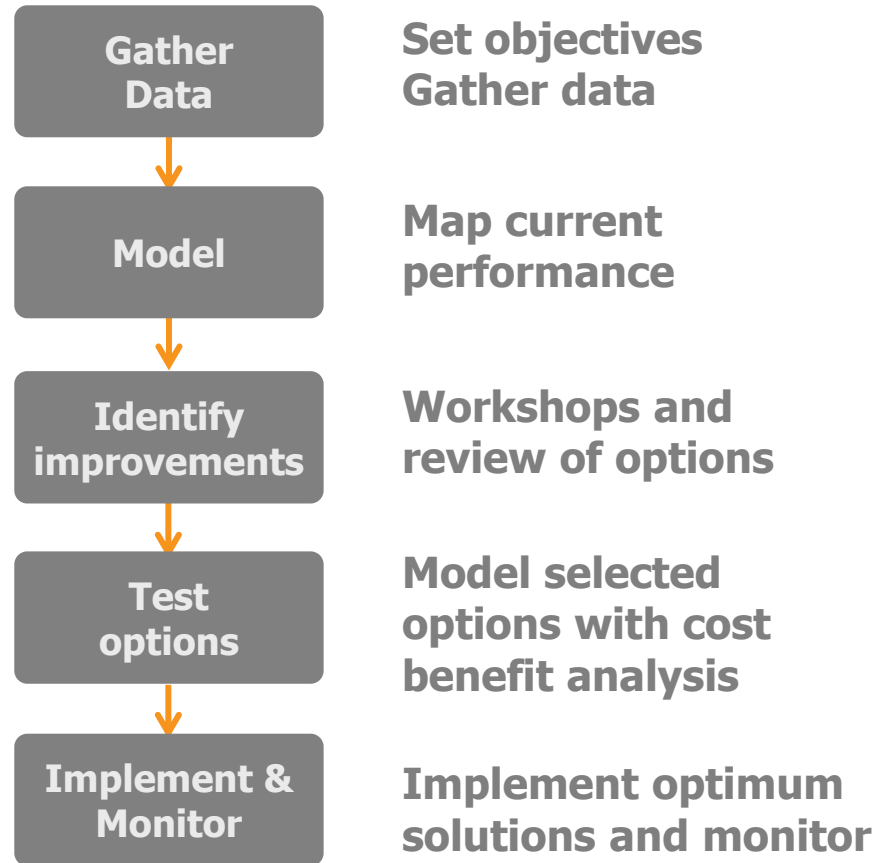 Gather
Data
Set objectives
Gather data
Model
Map current
performance
Identify
improvements
Workshops and
review of options
Test
options
Model selected
options with cost
benefit analysis
Implement &
Monitor
Implement optimum
solutions and monitor